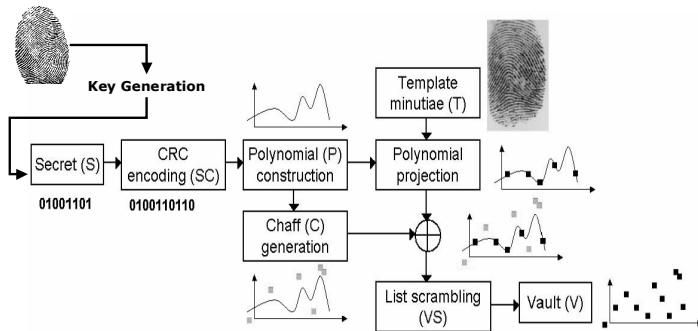 Key Generation
Template
minutiae (T)
Secret (S)
CRC
encoding (SC)
Polynomial (P)
construction
Polynomial
projection
01001101
0100110110
Chaff (C)
generation
List scrambling
(VS)
Vault (V)